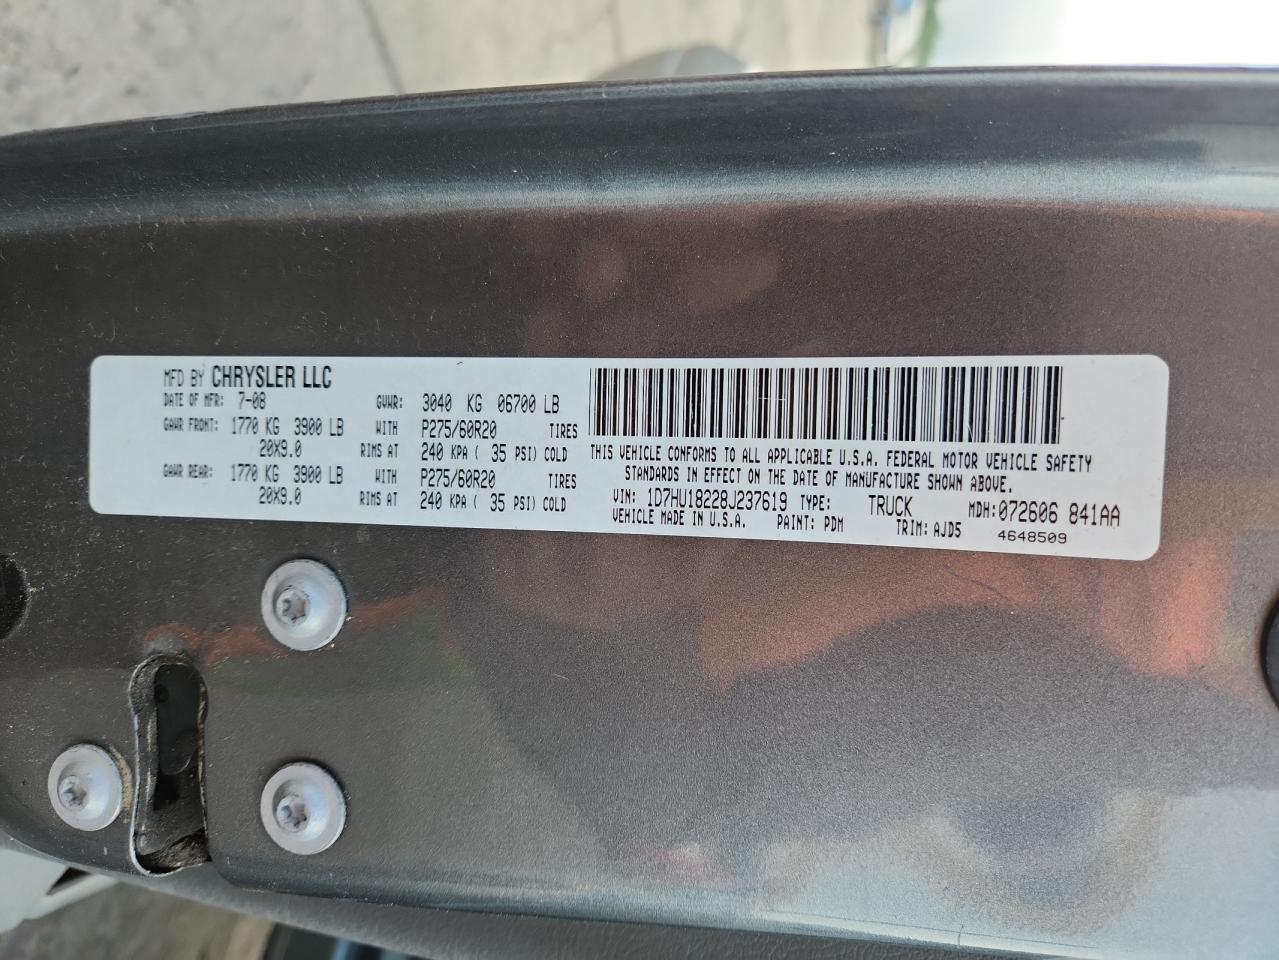 MFD BY CHRYSLER LLC
DATE OF MFR: 7-08 GVWR: 3040 KG 06700 LB
GAWR FRONT: 1770 KG 3900 LB WITH P275/60R20 TIRES
20X9.0 RIMS AT 240 KPA ( 35 PSI) COLD
GAWR REAR: 1770 KG 3900 LB WITH P275/60R20 TIRES
20X9.0 RIMS AT 240 KPA ( 35 PSI) COLD
THIS VEHICLE CONFORMS TO ALL APPLICABLE U.S.A. FEDERAL MOTOR VEHICLE SAFETY
STANDARDS IN EFFECT ON THE DATE OF MANUFACTURE SHOWN ABOVE.
VIN: 1D7HU18228J237619 TYPE: TRUCK MDH: 072606 841AA
VEHICLE MADE IN U.S.A. PAINT: PDM TRIM: AJD5 4648509